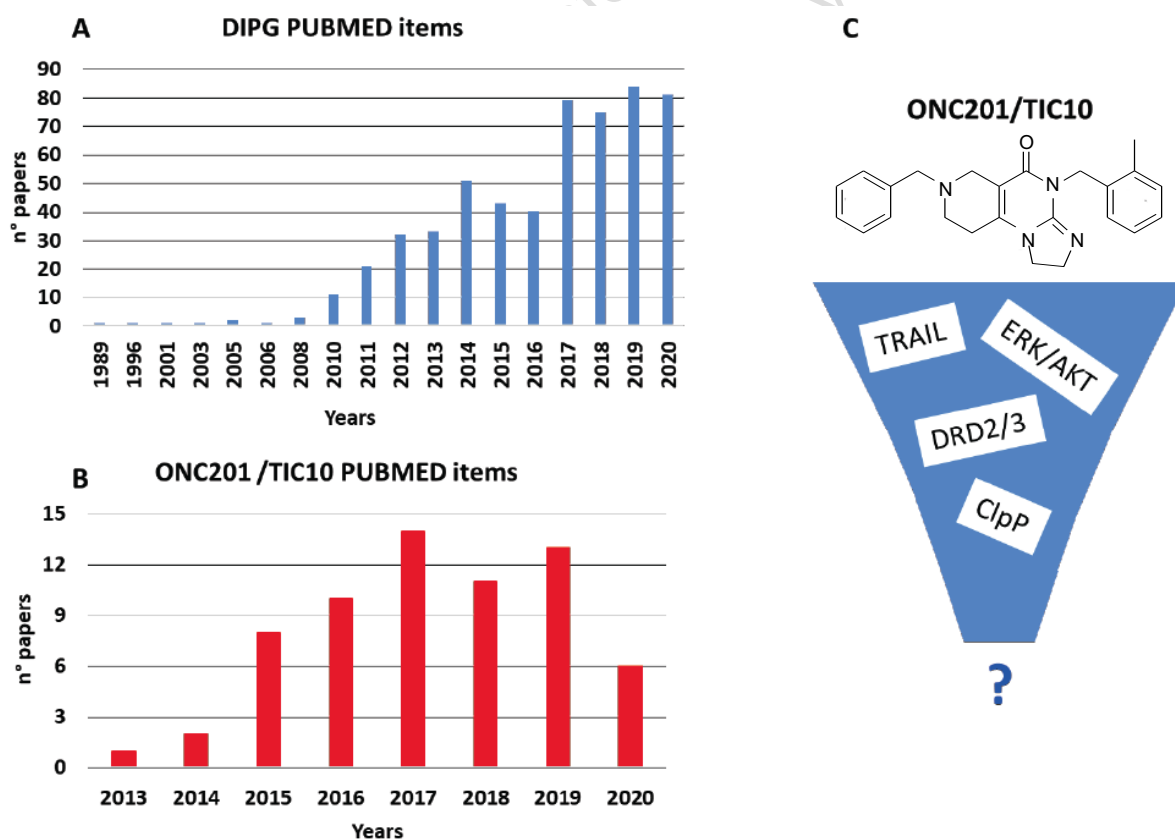 A
DIPG PUBMED items
90
80
70
60
50
40
30
20
10
0
n° papers
1989
1996
2001
2003
2005
2006
2008
2010
2011
2012
2013
2014
2015
2016
2017
2018
2019
2020
Years
B
ONC201 /TIC10 PUBMED items
15
12
9
6
3
0
n° papers
2013 2014 2015 2016 2017 2018 2019 2020
Years
C
ONC201/TIC10
O
N
N
N
N
TRAIL
ERK/AKT
DRD2/3
ClpP
?